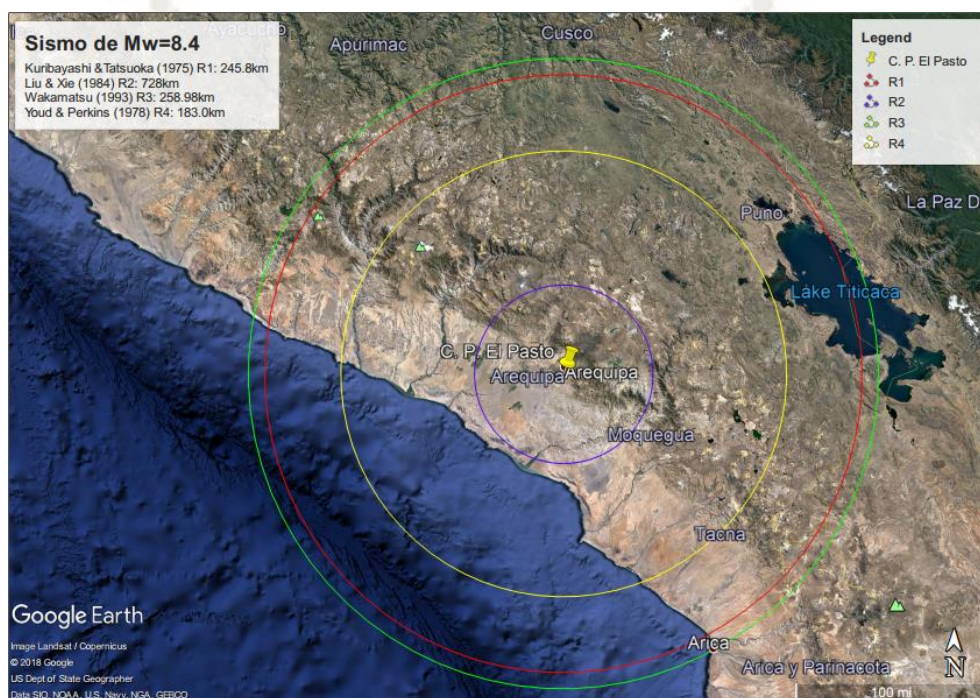 Sismo de Mw=8.4
Kuribayashi &Tatsuoka (1975) R1: 245.8km
Liu & Xie (1984) R2: 728km
Wakamatsu (1993) R3: 258.98km
Youd & Perkins (1978) R4: 183.0km
Ayacucho
Apurimac
Cusco
Legend
C. P. El Pasto
R1
R2
R3
R4
La Paz D
Puno
Lake Titicaca
C. P. El Pasto
Arequipa
Arequipa
Moquegua
Tacna
Arica
Arica y Parinacota
Google Earth
Image Landsat / Copernicus
© 2018 Google
US Dept of State Geographer
Data SIO, NOAA, U.S. Navy, NGA, GEBCO
N
100 mi